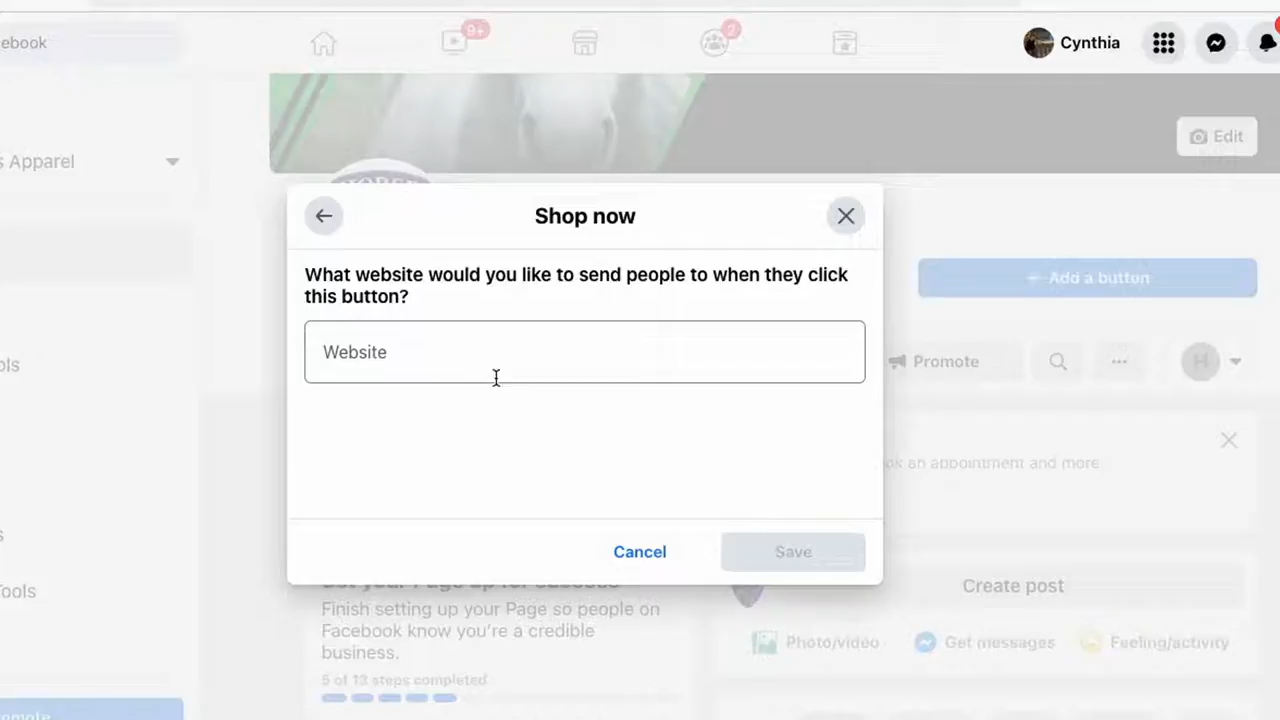 ebook
9+
2
Cynthia
s Apparel
Edit
Shop now
What website would you like to send people to when they click
this button?
Website
Add a button
ols
Promote
H
ok an appointment and more
Cancel
Save
s
Tools
Create post
Finish setting up your Page so people on
Facebook know you're a credible
business.
Photo/video
Get messages
Feeling/activity
5 of 13 steps completed